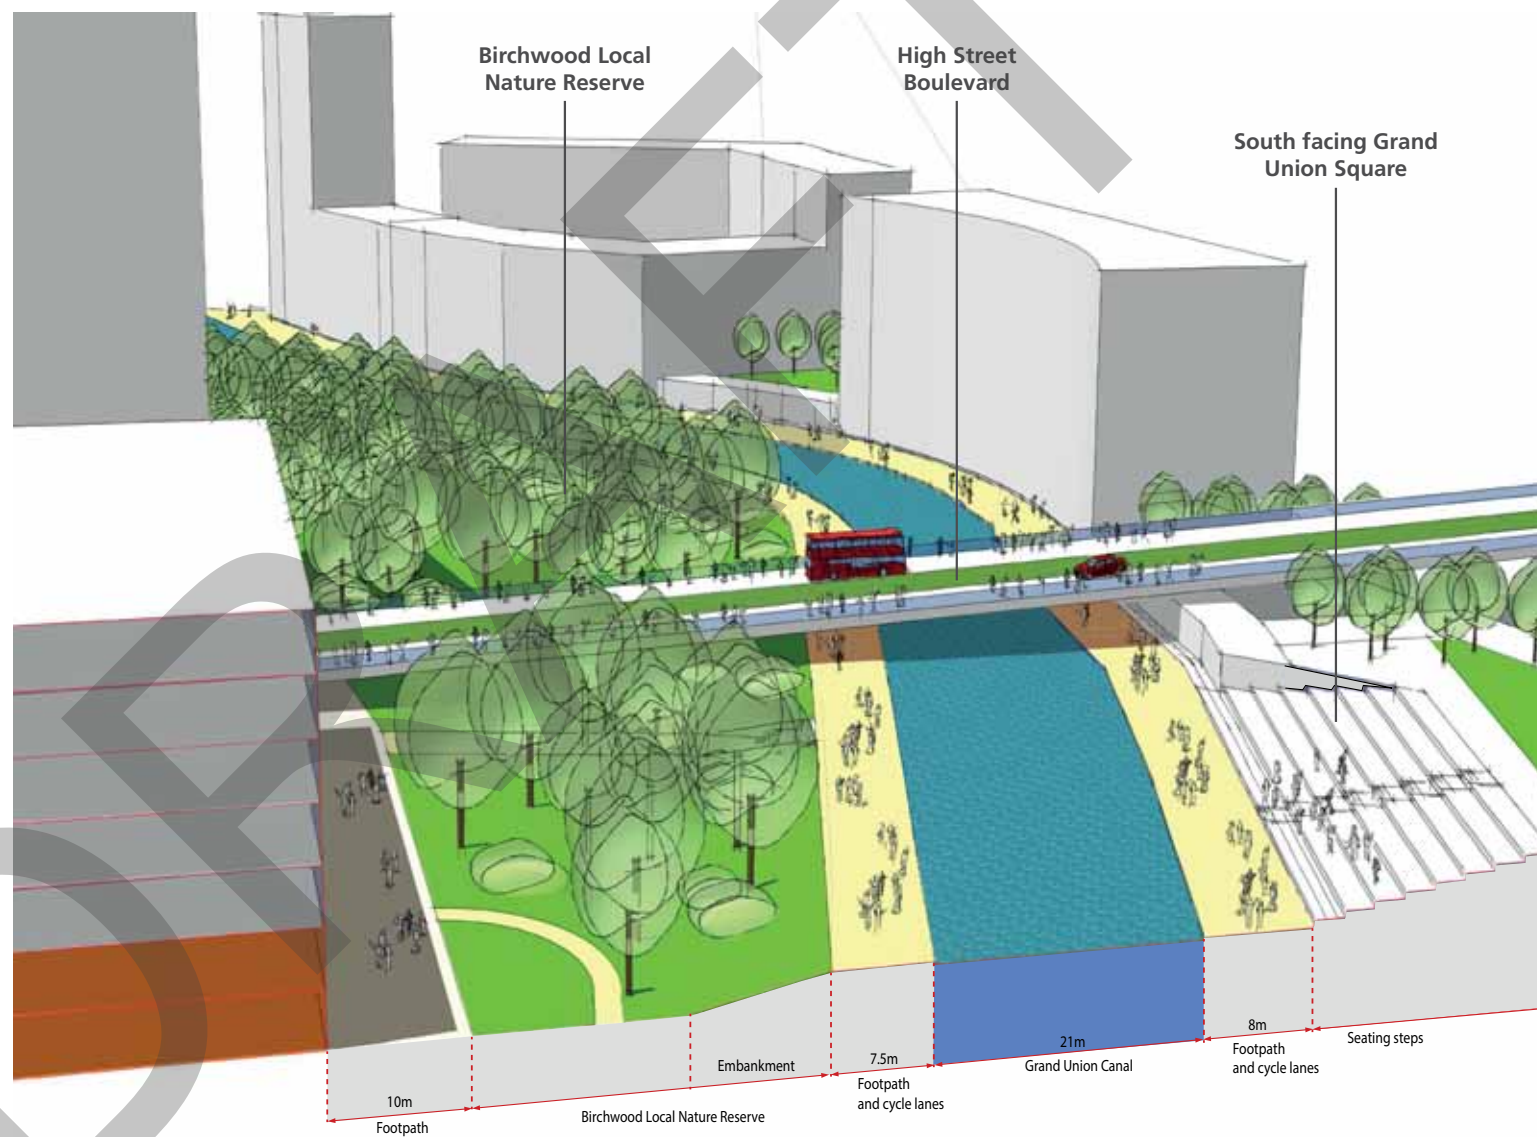 Birchwood Local
Nature Reserve
High Street
Boulevard
South facing Grand
Union Square
DRAFT
10m
Footpath
Birchwood Local Nature Reserve
Embankment
7.5m
Footpath
and cycle lanes
21m
Grand Union Canal
8m
Footpath
and cycle lanes
Seating steps